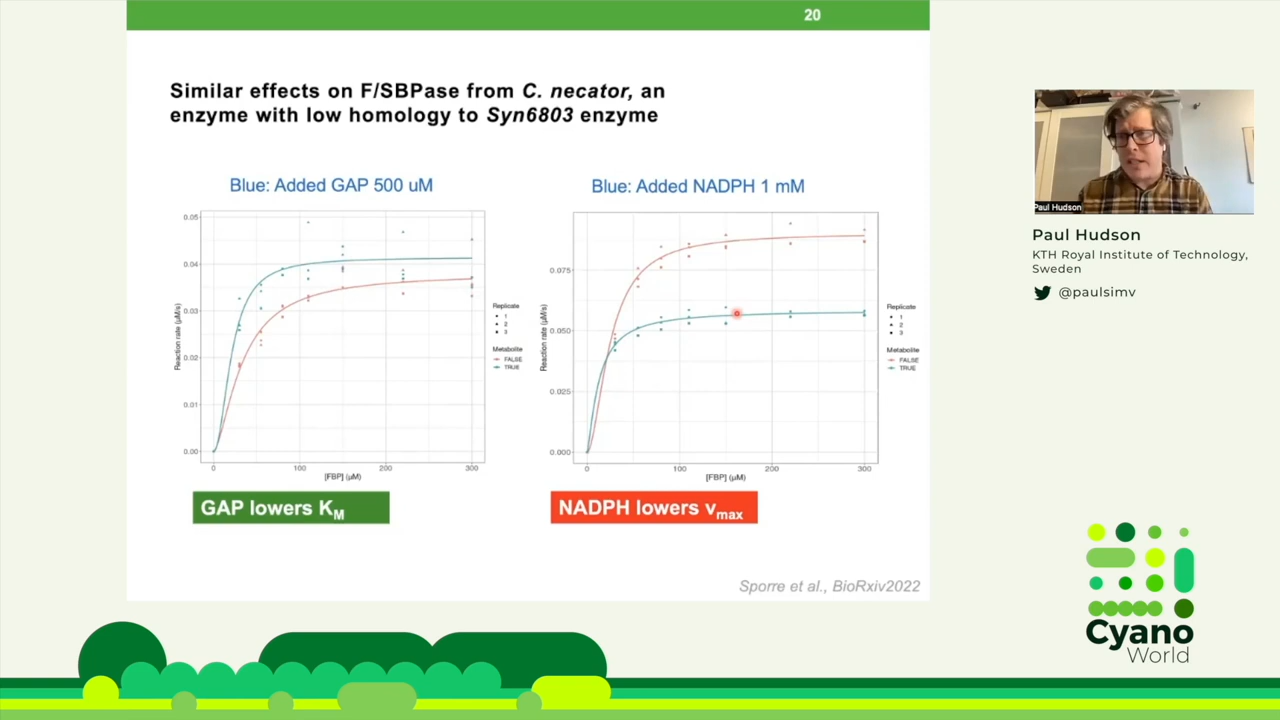 20
Similar effects on F/SBPase from C. necator, an
enzyme with low homology to Syn6803 enzyme
Blue: Added GAP 500 uM
0.05
0.04
0.03
0.02
0.01
0.00
Reaction rate (µM/s)
0
100
200
300
[FBP] (µM)
Replicate
1
2
3
Metabolite
FALSE
TRUE
GAP lowers KM
Blue: Added NADPH 1 mM
0.075
0.050
0.025
0.000
Reaction rate (µM/s)
0
100
200
300
[FBP] (µM)
Replicate
1
2
3
Metabolite
FALSE
TRUE
NADPH lowers vmax
Sporre et al., BioRxiv2022
Paul Hudson
Paul Hudson
KTH Royal Institute of Technology,
Sweden
@paulsimv
Cyano
World